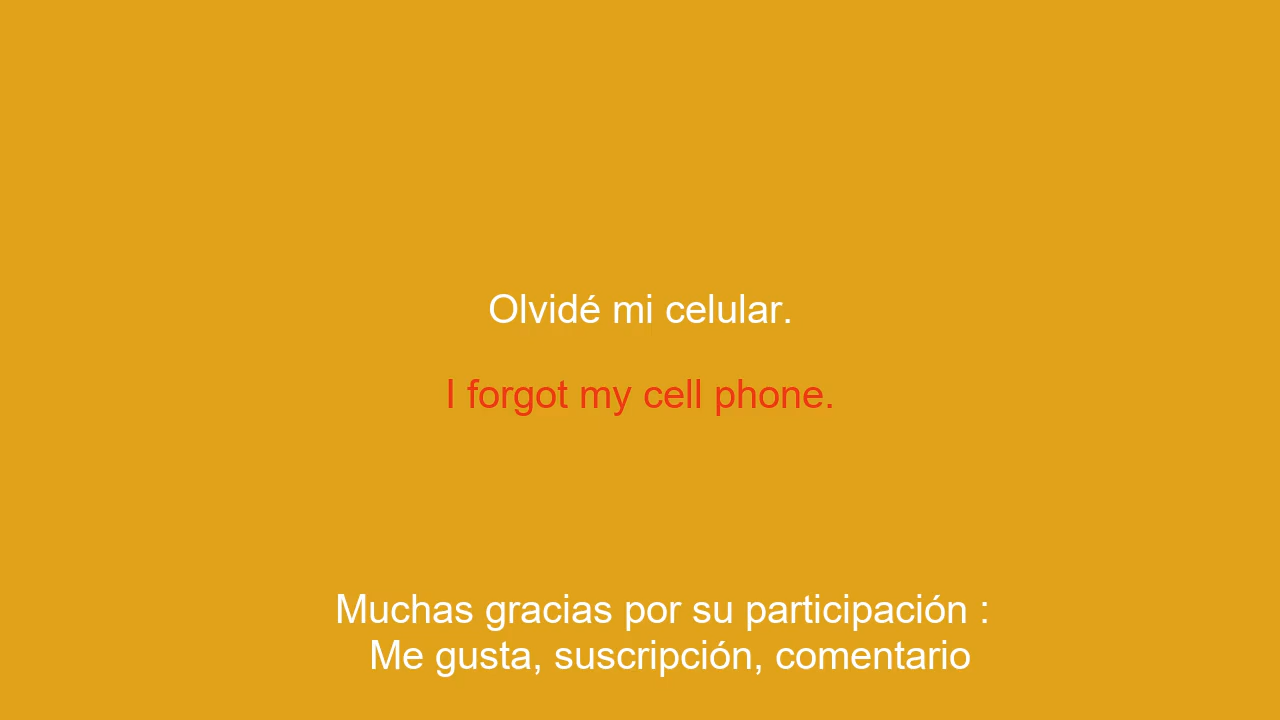 Olvidé mi celular.
I forgot my cell phone.
Muchas gracias por su participación :
Me gusta, suscripción, comentario